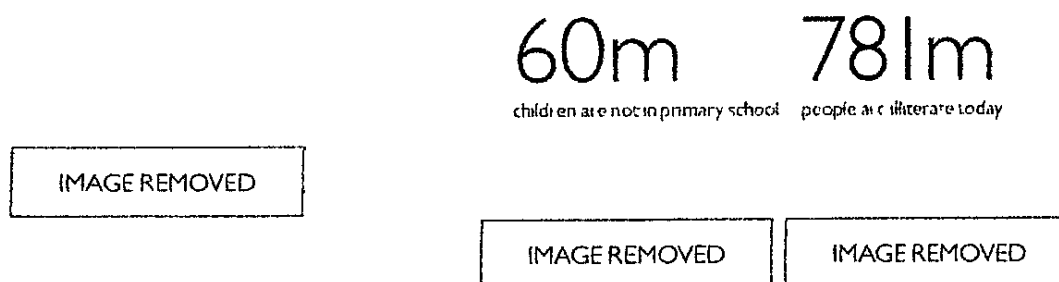 60m 781m
children are not in primary school people are illiterate today
IMAGE REMOVED
IMAGE REMOVED IMAGE REMOVED